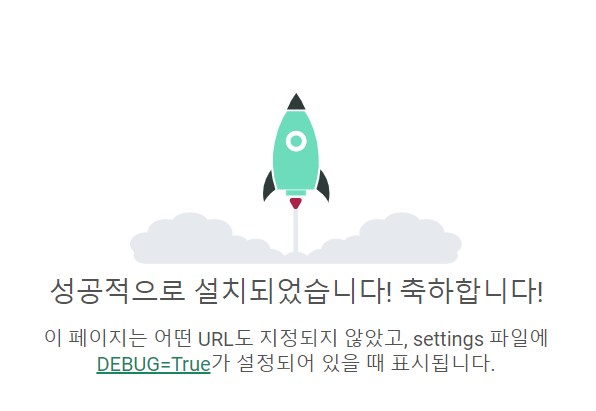 성공적으로 설치되었습니다! 축하합니다!
이 페이지는 어떤 URL도 지정되지 않았고, settings 파일에
DEBUG=True가 설정되어 있을 때 표시됩니다.